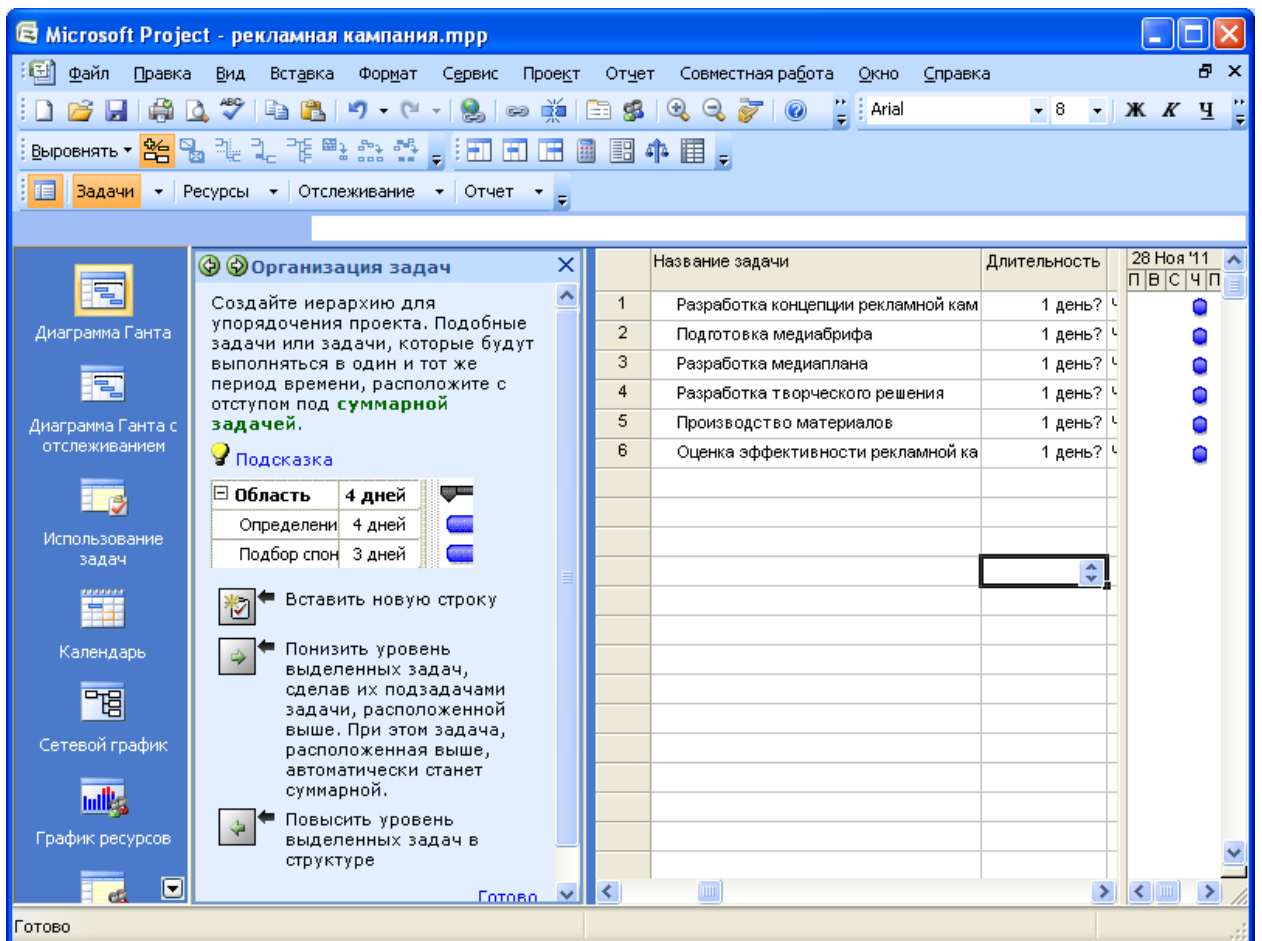 Microsoft Project - рекламная кампания.mpp
Файл Правка Вид Вставка Формат Сервис Проект Отчет Совместная работа Окно Справка
ABC Arial 8 Ж К Ч
Выровнять
Задачи Ресурсы Отслеживание Отчет
Диаграмма Ганта
Диаграмма Ганта с
отслеживанием
Использование
задач
Календарь
Сетевой график
График ресурсов
Организация задач
Создайте иерархию для
упорядочения проекта. Подобные
задачи или задачи, которые будут
выполняться в один и тот же
период времени, расположите с
отступом под суммарной
задачей.
Подсказка
Область 4 дней
Определени 4 дней
Подбор спон 3 дней
Вставить новую строку
Понизить уровень
выделенных задач,
сделав их подзадачами
задачи, расположенной
выше. При этом задача,
расположенная выше,
автоматически станет
суммарной.
Повысить уровень
выделенных задач в
структуре
Готово
Название задачи Длительность 28 Ноя '11
П В С Ч П
1 Разработка концепции рекламной кам 1 день? Ч
2 Подготовка медиабрифа 1 день? Ч
3 Разработка медиаплана 1 день? Ч
4 Разработка творческого решения 1 день? Ч
5 Производство материалов 1 день? Ч
6 Оценка эффективности рекламной ка 1 день? Ч
Готово